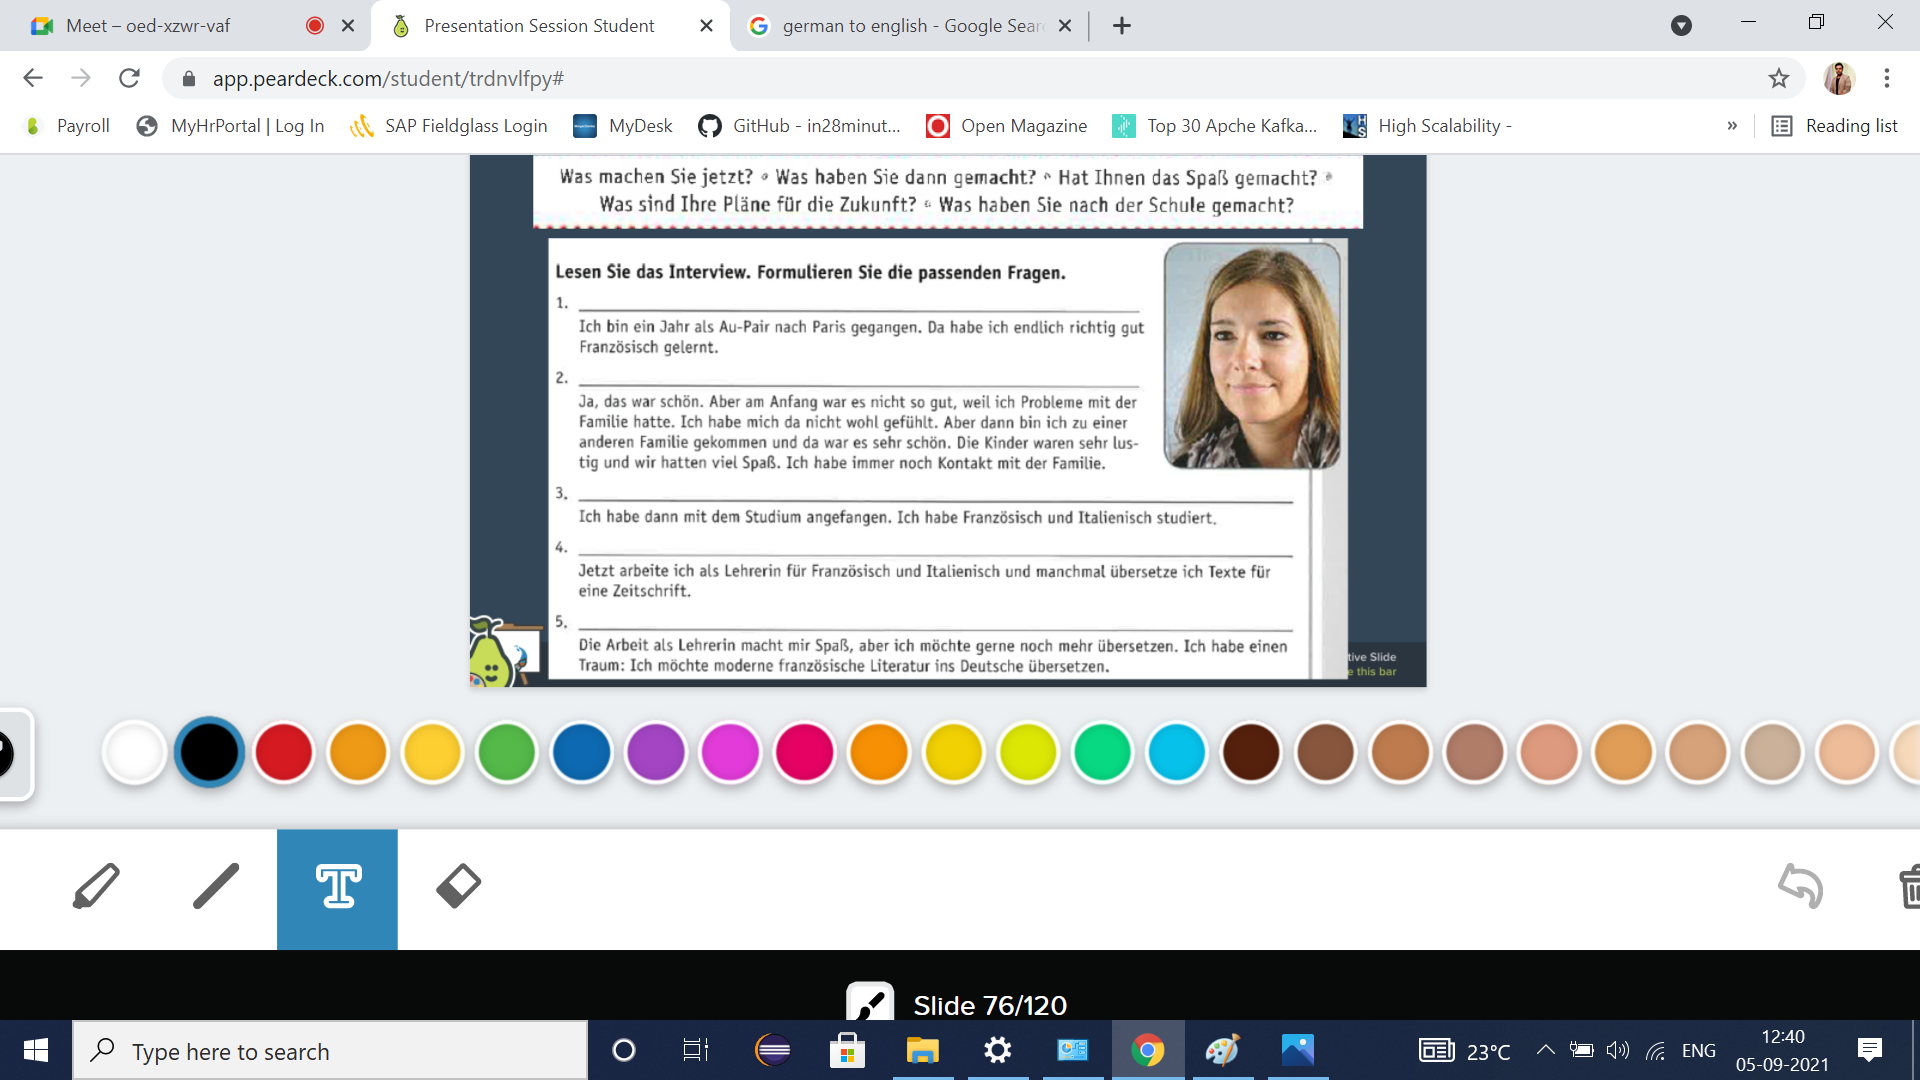 Meet – oed-xzwr-vaf
Presentation Session Student
german to english - Google Sear
app.peardeck.com/student/trdnvlfpy#
Payroll
MyHrPortal | Log In
SAP Fieldglass Login
MyDesk
GitHub - in28minut...
Open Magazine
Top 30 Apche Kafka...
High Scalability -
»
Reading list
Was machen Sie jetzt? ◦ Was haben Sie dann gemacht? ◦ Hat Ihnen das Spaß gemacht? ◦
Was sind Ihre Pläne für die Zukunft? ◦ Was haben Sie nach der Schule gemacht?
Lesen Sie das Interview. Formulieren Sie die passenden Fragen.
1.
Ich bin ein Jahr als Au-Pair nach Paris gegangen. Da habe ich endlich richtig gut
Französisch gelernt.
2.
Ja, das war schön. Aber am Anfang war es nicht so gut, weil ich Probleme mit der
Familie hatte. Ich habe mich da nicht wohl gefühlt. Aber dann bin ich zu einer
anderen Familie gekommen und da war es sehr schön. Die Kinder waren sehr lus-
tig und wir hatten viel Spaß. Ich habe immer noch Kontakt mit der Familie.
3.
Ich habe dann mit dem Studium angefangen. Ich habe Französisch und Italienisch studiert.
4.
Jetzt arbeite ich als Lehrerin für Französisch und Italienisch und manchmal übersetze ich Texte für
eine Zeitschrift.
5.
Die Arbeit als Lehrerin macht mir Spaß, aber ich möchte gerne noch mehr übersetzen. Ich habe einen
Traum: Ich möchte moderne französische Literatur ins Deutsche übersetzen.
tive Slide
e this bar
T
Slide 76/120
Type here to search
23°C
ENG
12:40
05-09-2021